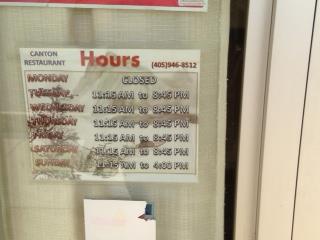 CANTON
RESTAURANT
Hours
(405)946-8512
MONDAY CLOSED
TUESDAY 11:15 AM to 8:45 PM
WEDNESDAY 11:15 AM to 8:45 PM
THURSDAY 11:15 AM to 8:45 PM
FRIDAY 11:15 AM to 8:45 PM
SATURDAY 11:15 AM to 8:45 PM
SUNDAY 11:15 AM to 4:00 PM